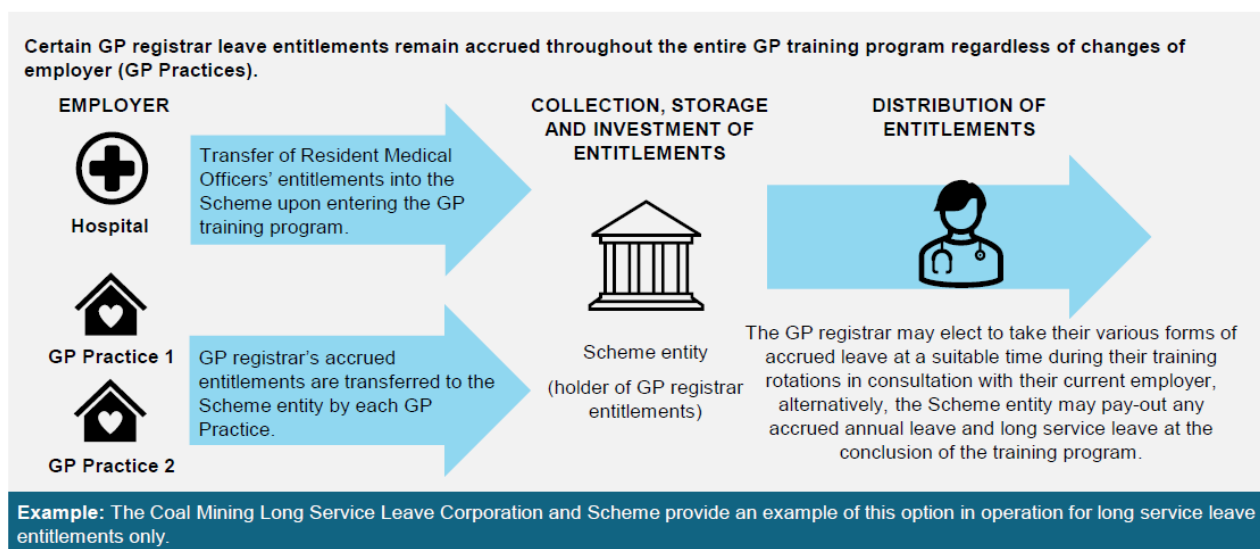 Certain GP registrar leave entitlements remain accrued throughout the entire GP training program regardless of changes of
employer (GP Practices).
EMPLOYER
Hospital
Transfer of Resident Medical
Officers' entitlements into the
Scheme upon entering the GP
training program.
GP Practice 1
GP Practice 2
GP registrar's accrued
entitlements are transferred to the
Scheme entity by each GP
Practice.
COLLECTION, STORAGE
AND INVESTMENT OF
ENTITLEMENTS
Scheme entity
(holder of GP registrar
entitlements)
DISTRIBUTION OF
ENTITLEMENTS
The GP registrar may elect to take their various forms of
accrued leave at a suitable time during their training
rotations in consultation with their current employer,
alternatively, the Scheme entity may pay-out any
accrued annual leave and long service leave at the
conclusion of the training program.
Example: The Coal Mining Long Service Leave Corporation and Scheme provide an example of this option in operation for long service leave
entitlements only.